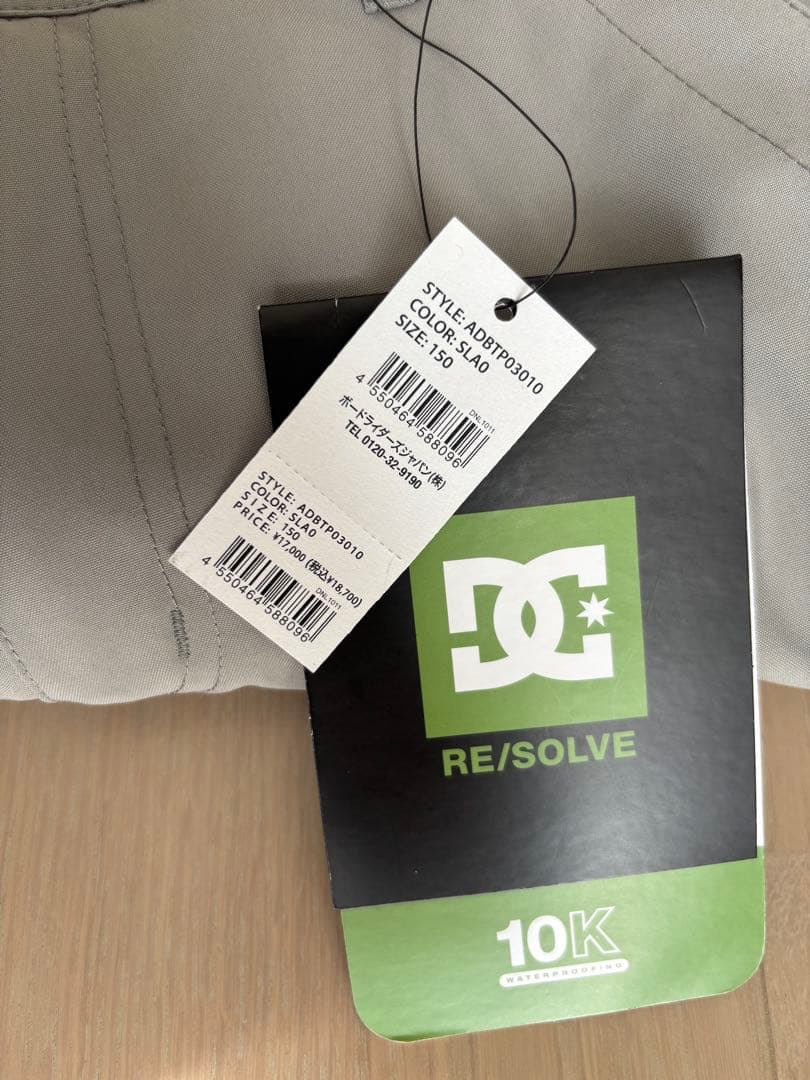 STYLE: ADBTP03010
COLOR: SLA0
SIZE: 150
DNL1011
4 550464 588096
ボードライダーズジャパン(株)
TEL 0120-32-9190
STYLE: ADBTP03010
COLOR: SLA0
SIZE: 150
PRICE: ¥17,000 (税込¥18,700)
DNL1011
4 550464 588096
DC
RE/SOLVE
10K
WATERPROOFING